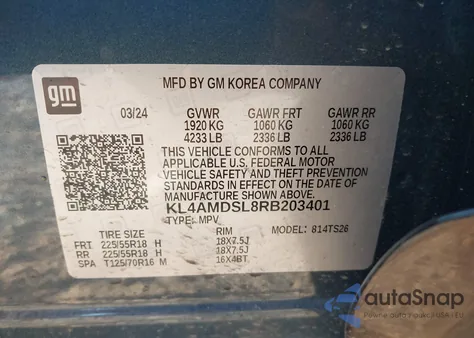 gm
MFD BY GM KOREA COMPANY
03/24 GVWR GAWR FRT GAWR RR
1920 KG 1060 KG 1060 KG
4233 LB 2336 LB 2336 LB
THIS VEHICLE CONFORMS TO ALL
APPLICABLE U.S. FEDERAL MOTOR
VEHICLE SAFETY AND THEFT PREVENTION
STANDARDS IN EFFECT ON THE DATE OF
MANUFACTURE SHOWN ABOVE.
KL4AMDSL8RB203401
TYPE: MPV MODEL: 814TS26
TIRE SIZE RIM
FRT 225/55R18 H 18X7.5J
RR 225/55R18 H 18X7.5J
SPA T125/70R16 M 16X4BT
autoSnap